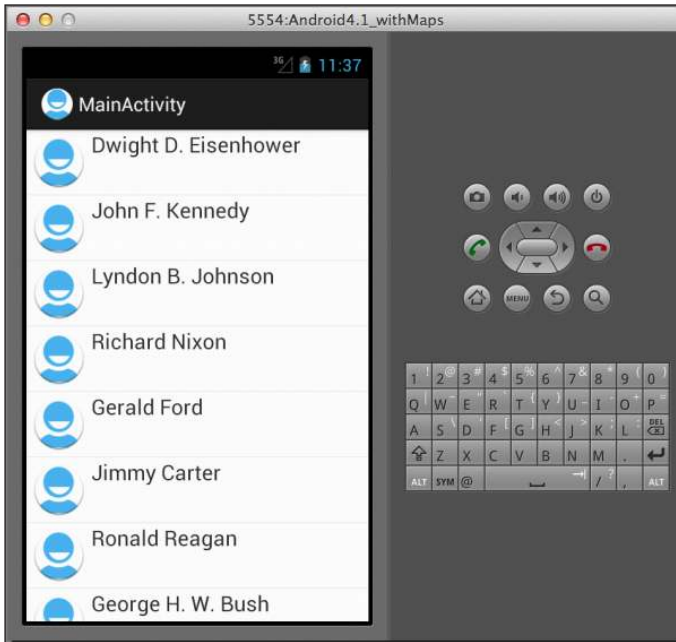 5554:Android4.1_withMaps
3G 11:37
MainActivity
Dwight D. Eisenhower
John F. Kennedy
Lyndon B. Johnson
Richard Nixon
Gerald Ford
Jimmy Carter
Ronald Reagan
George H. W. Bush
MENU
1 ! 2 @ 3 # 4 $ 5 % 6 ^ 7 & 8 * 9 ( 0 )
Q | W ~ E " R ` T { Y } U _ I - O + P =
A S \ D ' F [ G ] H < J > K ; L : DEL
Z X C V B N M .
ALT SYM @ / ? , ALT